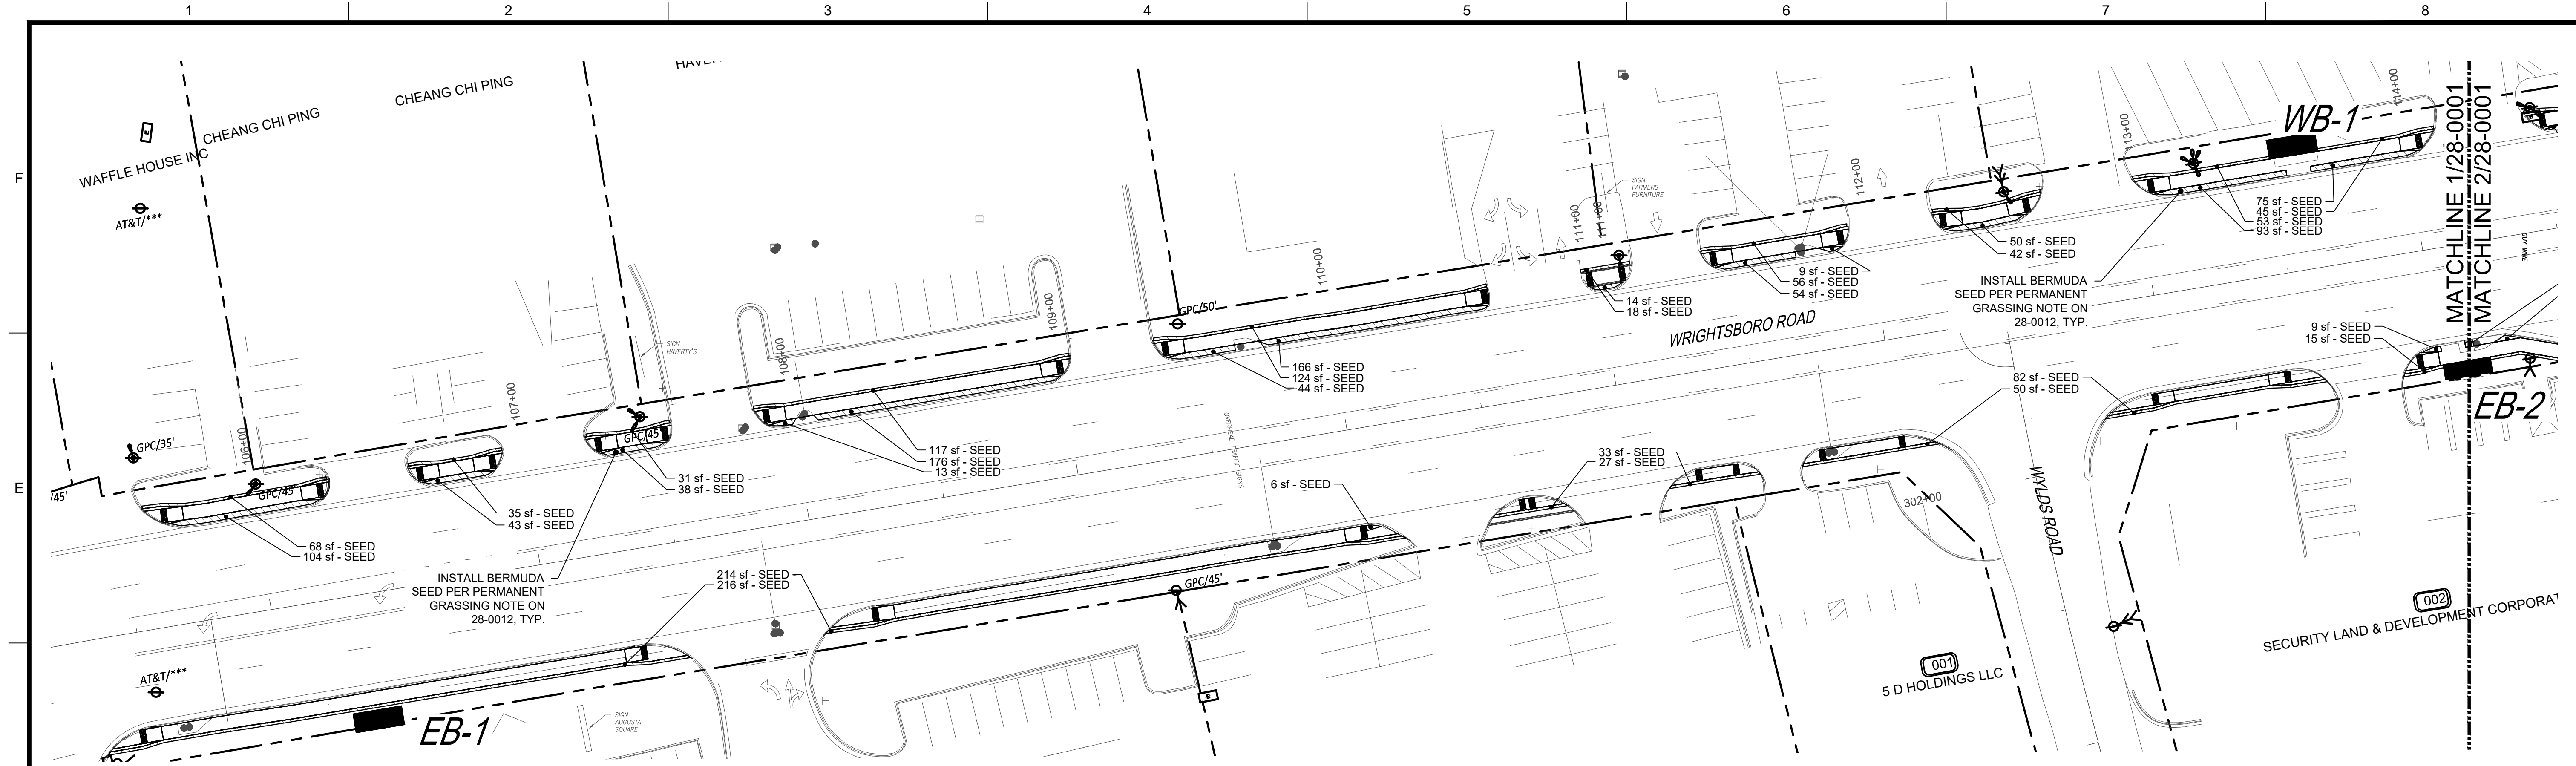 1
2
3
4
5
6
7
8
F
E
CHEANG CHI PING
CHEANG CHI PING
WAFFLE HOUSE INC
AT&T/***
GPC/35'
106+00
GPC/45'
/45'
68 sf - SEED
104 sf - SEED
107+00
35 sf - SEED
43 sf - SEED
SIGN
HAVERTY'S
GPC/45'
31 sf - SEED
38 sf - SEED
INSTALL BERMUDA
SEED PER PERMANENT
GRASSING NOTE ON
28-0012, TYP.
108+00
109+00
117 sf - SEED
176 sf - SEED
13 sf - SEED
GPC/50'
110+00
166 sf - SEED
124 sf - SEED
44 sf - SEED
OVERHEAD TRAFFIC SIGNS
SIGN
FARMERS
FURNITURE
111+00
14 sf - SEED
18 sf - SEED
112+00
9 sf - SEED
56 sf - SEED
54 sf - SEED
WRIGHTSBORO ROAD
50 sf - SEED
42 sf - SEED
INSTALL BERMUDA
SEED PER PERMANENT
GRASSING NOTE ON
28-0012, TYP.
113+00
WB-1
114+00
75 sf - SEED
45 sf - SEED
53 sf - SEED
93 sf - SEED
MATCHLINE 1/28-0001
MATCHLINE 2/28-0001
GUY WIRE
9 sf - SEED
15 sf - SEED
EB-2
82 sf - SEED
50 sf - SEED
33 sf - SEED
27 sf - SEED
6 sf - SEED
302+00
WYLDS ROAD
214 sf - SEED
216 sf - SEED
GPC/45'
AT&T/***
EB-1
SIGN
AUGUSTA
SQUARE
E
001
5 D HOLDINGS LLC
002
SECURITY LAND & DEVELOPMENT CORPORAT